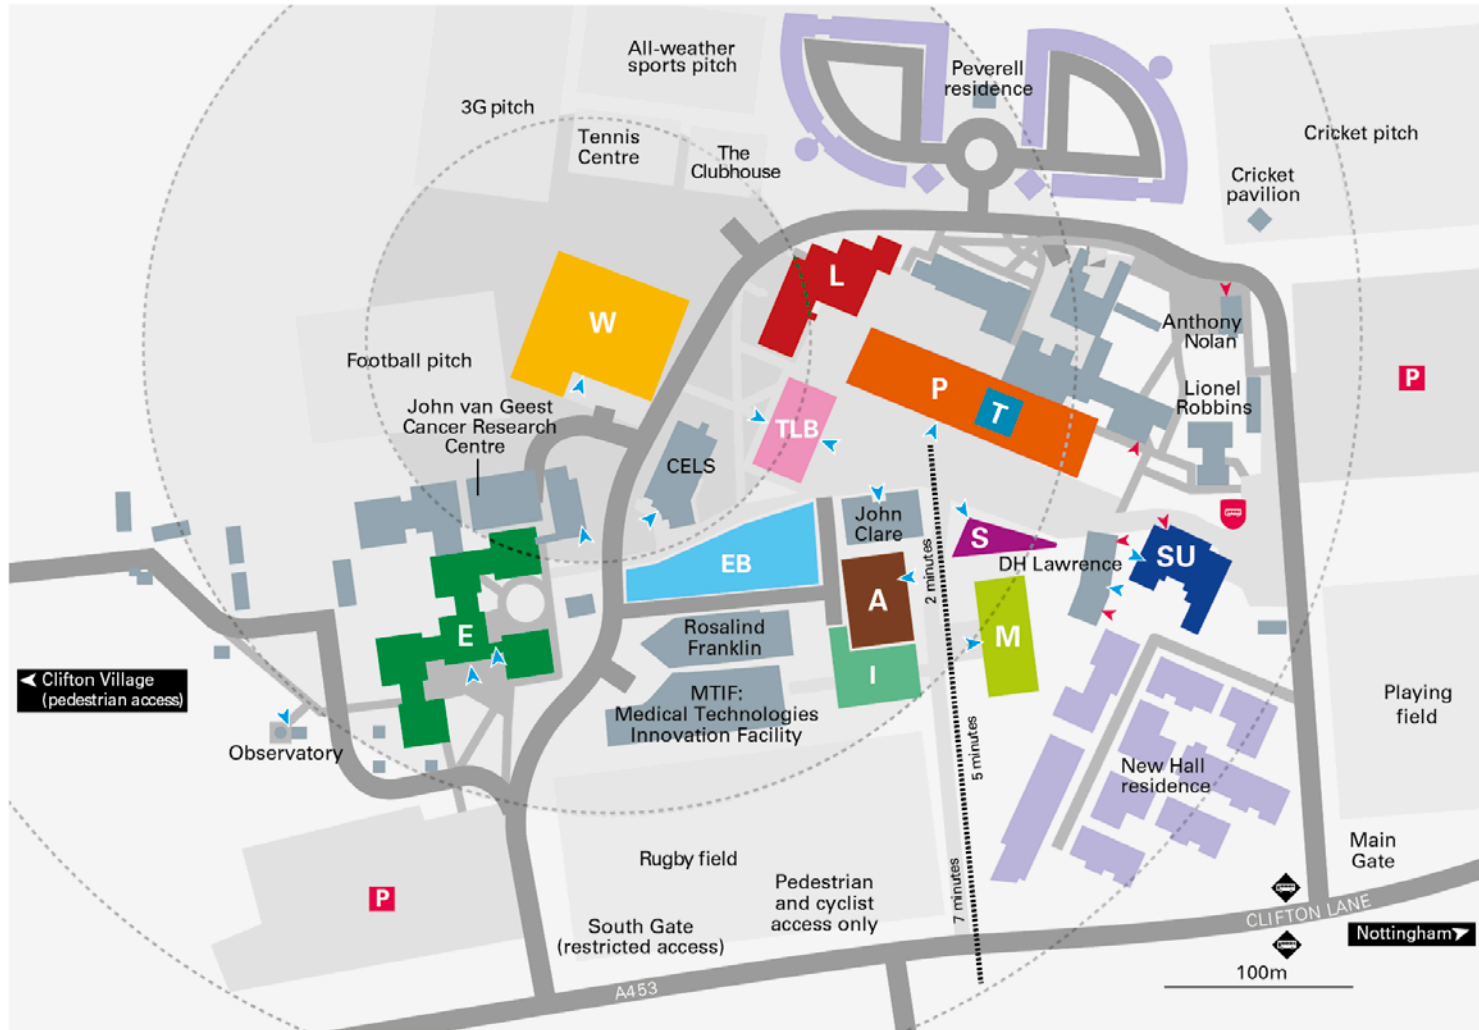 All-weather
sports pitch
Peverell
residence
3G pitch
Tennis
Centre
The
Clubhouse
Cricket pitch
Cricket
pavilion
L
W
Anthony
Nolan
Football pitch
P
T
P
Lionel
Robbins
John van Geest
Cancer Research
Centre
TLB
CELS
John
Clare
S
DH Lawrence
SU
EB
2 minutes
A
E
Rosalind
Franklin
M
I
Clifton Village
(pedestrian access)
MTIF:
Medical Technologies
Innovation Facility
Playing
field
Observatory
5 minutes
New Hall
residence
Main
Gate
Rugby field
P
Pedestrian
and cyclist
access only
7 minutes
South Gate
(restricted access)
CLIFTON LANE
Nottingham
100m
A453